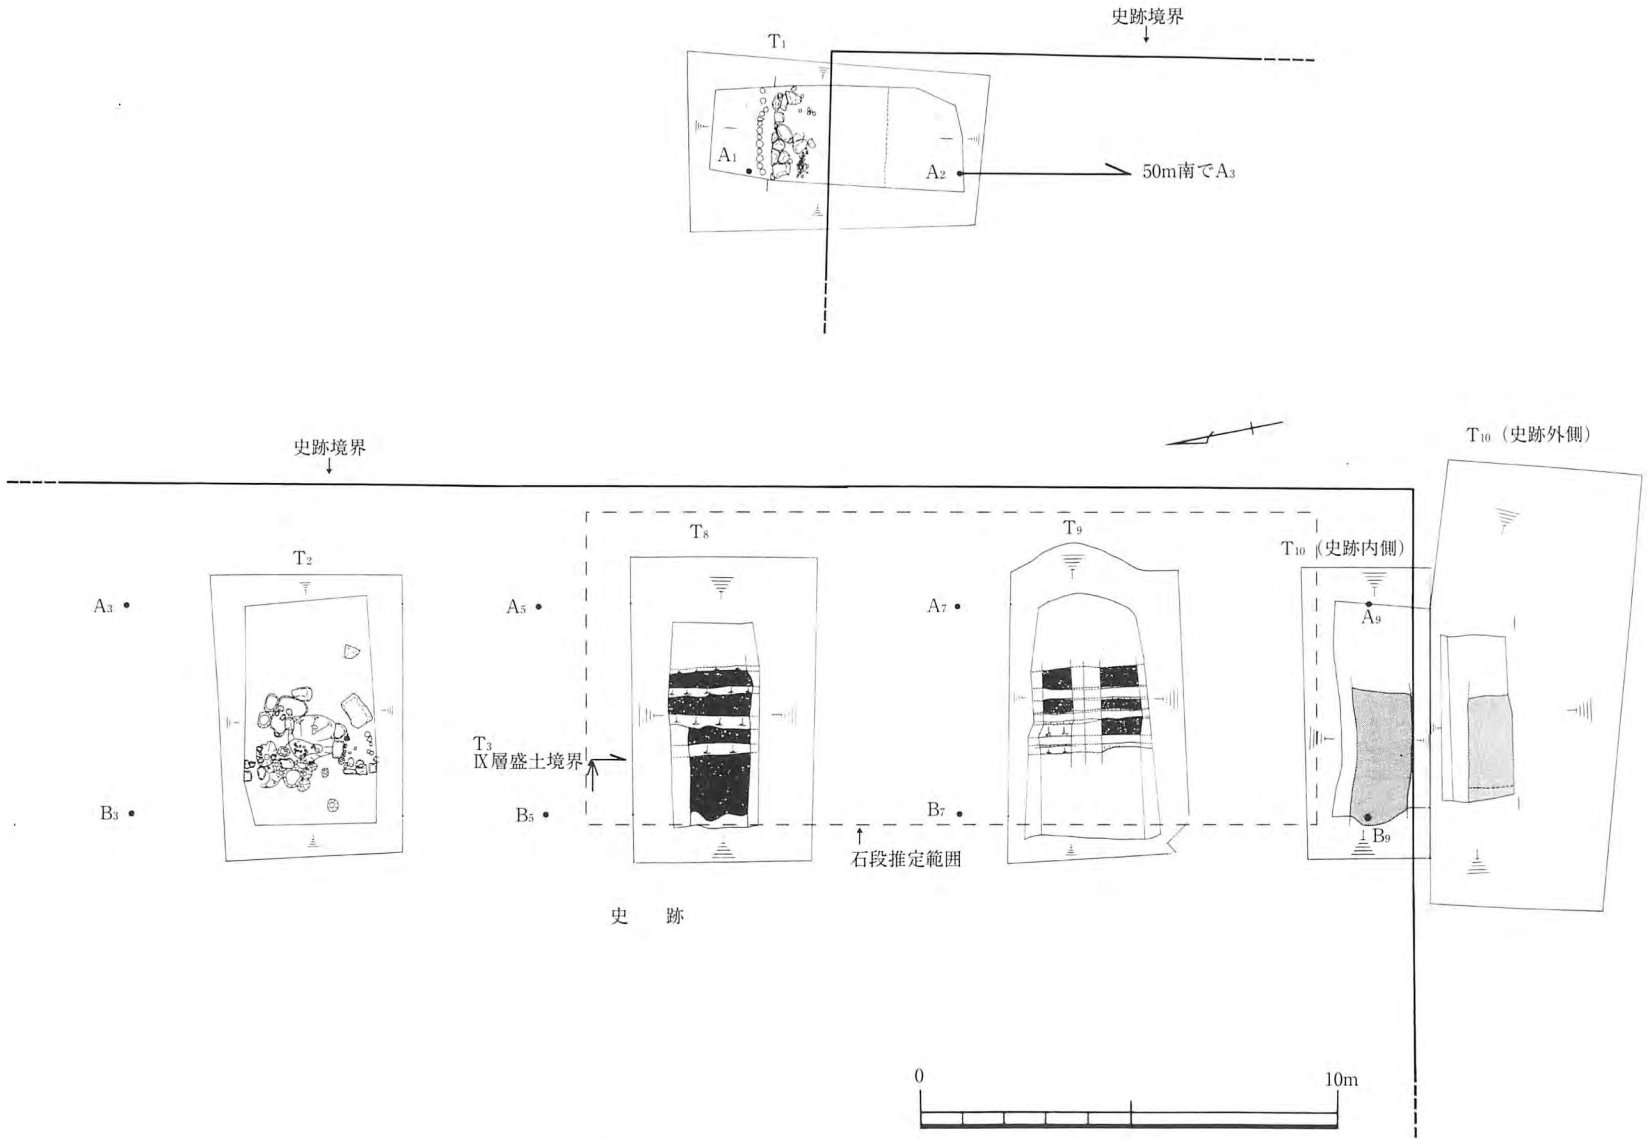 史跡境界
T1
A1
A2
50m南でA3
史跡境界
T10（史跡外側）
T2
T8
T9
T10（史跡内側）
A3
A5
A7
A9
T3
Ⅸ層盛土境界
B3
B5
B7
B9
石段推定範囲
史 跡
0
10m